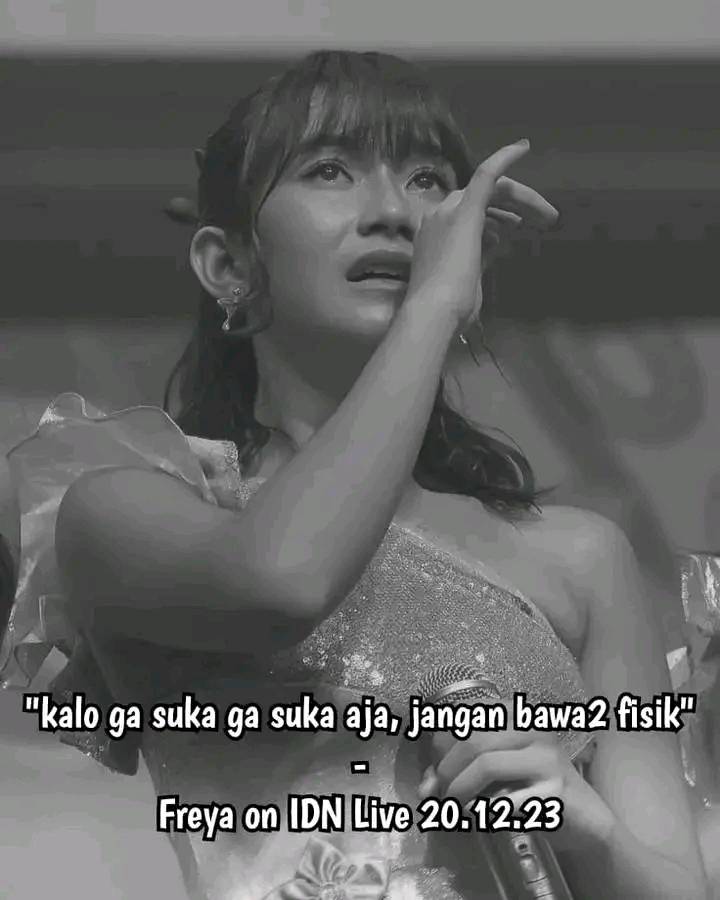 "kalo ga suka ga suka aja, jangan bawa2 fisik"
-
Freya on IDN Live 20.12.23